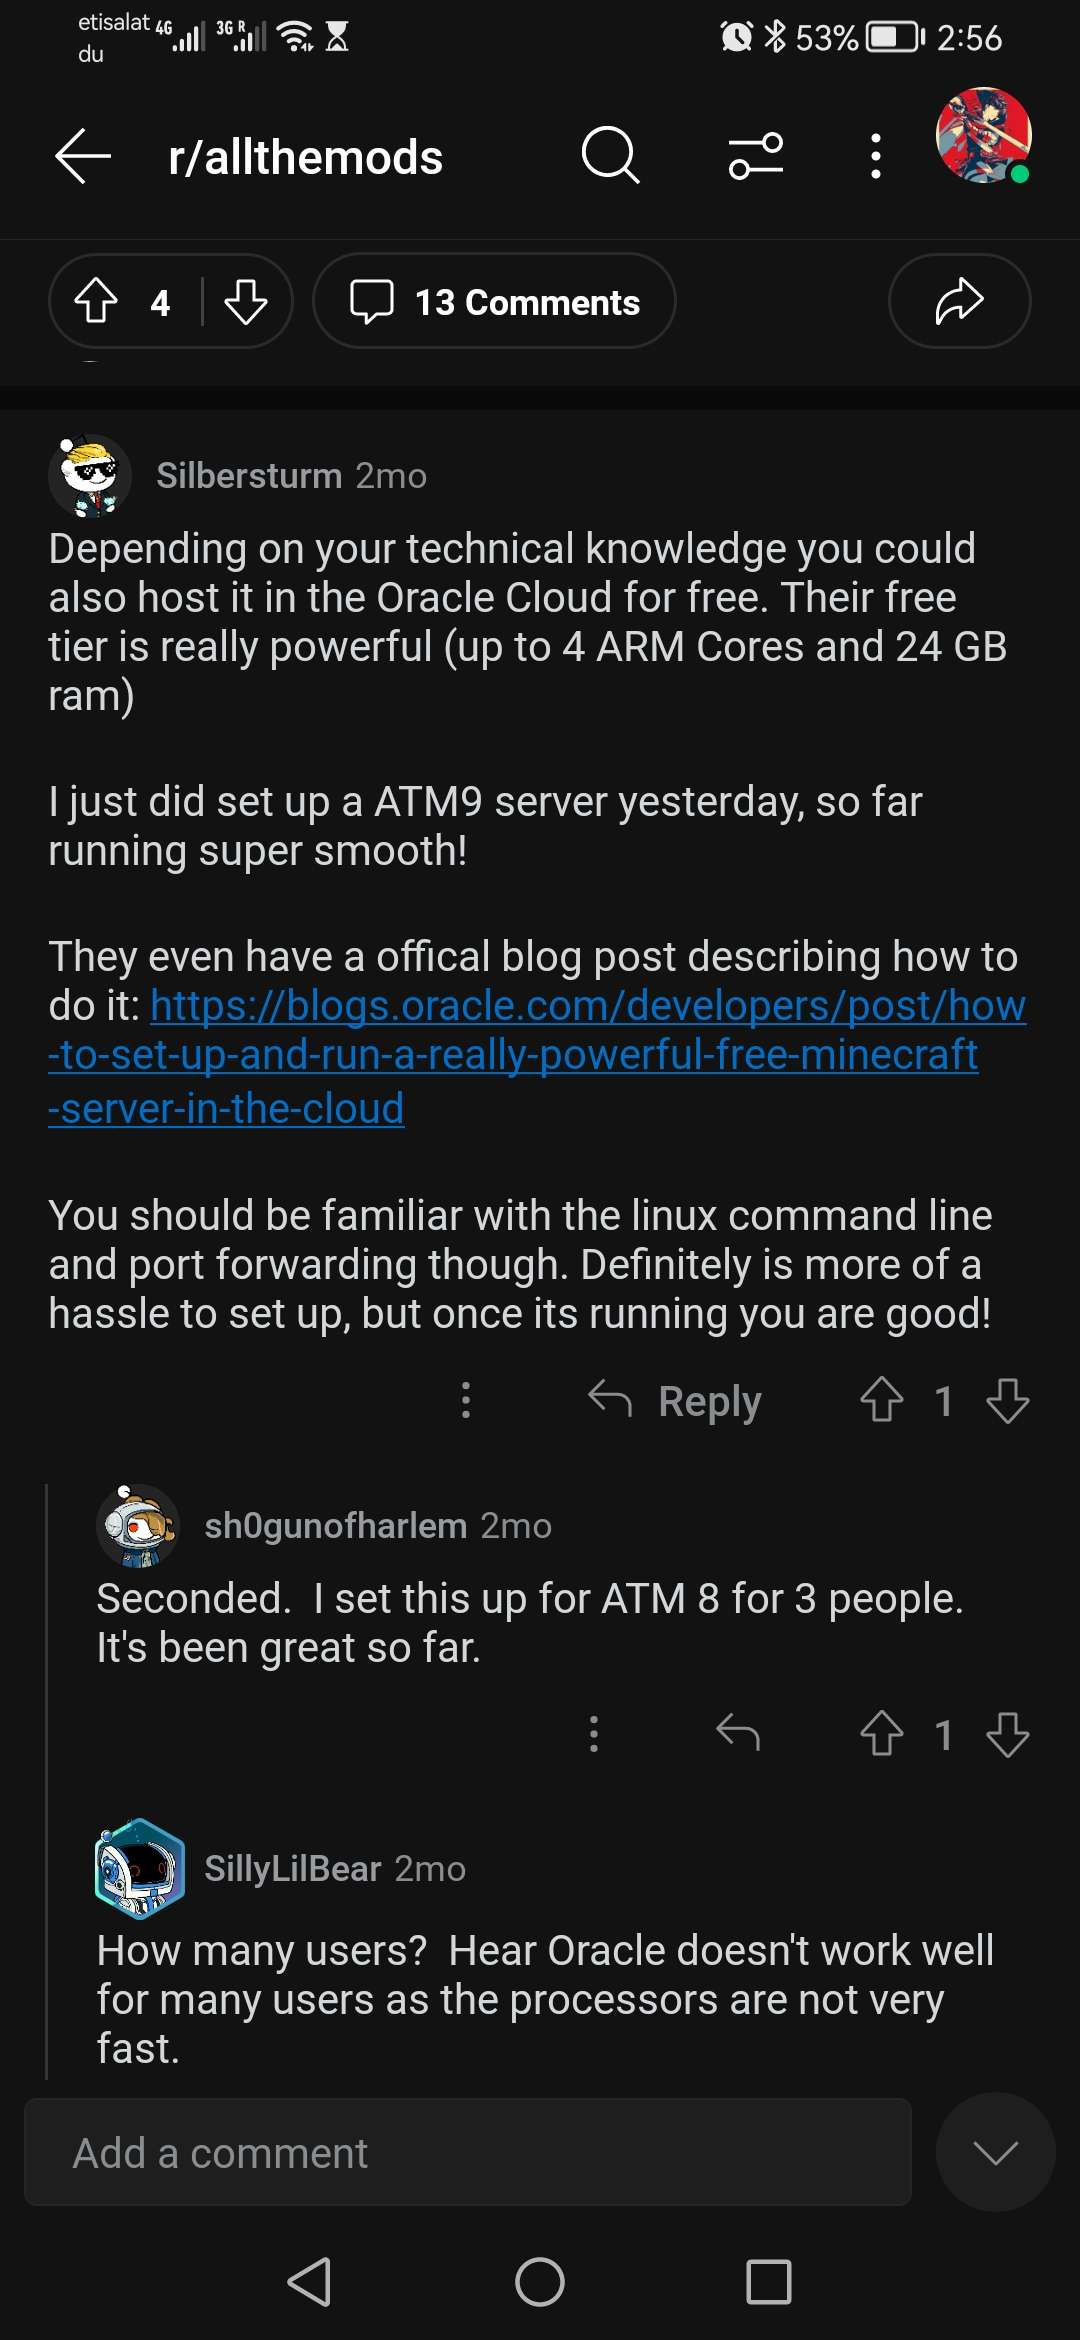 etisalat 4G 3G R 53% 2:56
du
r/allthemods
4 13 Comments
Silbersturm 2mo
Depending on your technical knowledge you could
also host it in the Oracle Cloud for free. Their free
tier is really powerful (up to 4 ARM Cores and 24 GB
ram)
I just did set up a ATM9 server yesterday, so far
running super smooth!
They even have a offical blog post describing how to
do it: https://blogs.oracle.com/developers/post/how
-to-set-up-and-run-a-really-powerful-free-minecraft
-server-in-the-cloud
You should be familiar with the linux command line
and port forwarding though. Definitely is more of a
hassle to set up, but once its running you are good!
Reply 1
sh0gunofharlem 2mo
Seconded.  I set this up for ATM 8 for 3 people.
It's been great so far.
1
SillyLilBear 2mo
How many users?  Hear Oracle doesn't work well
for many users as the processors are not very
fast.
Add a comment